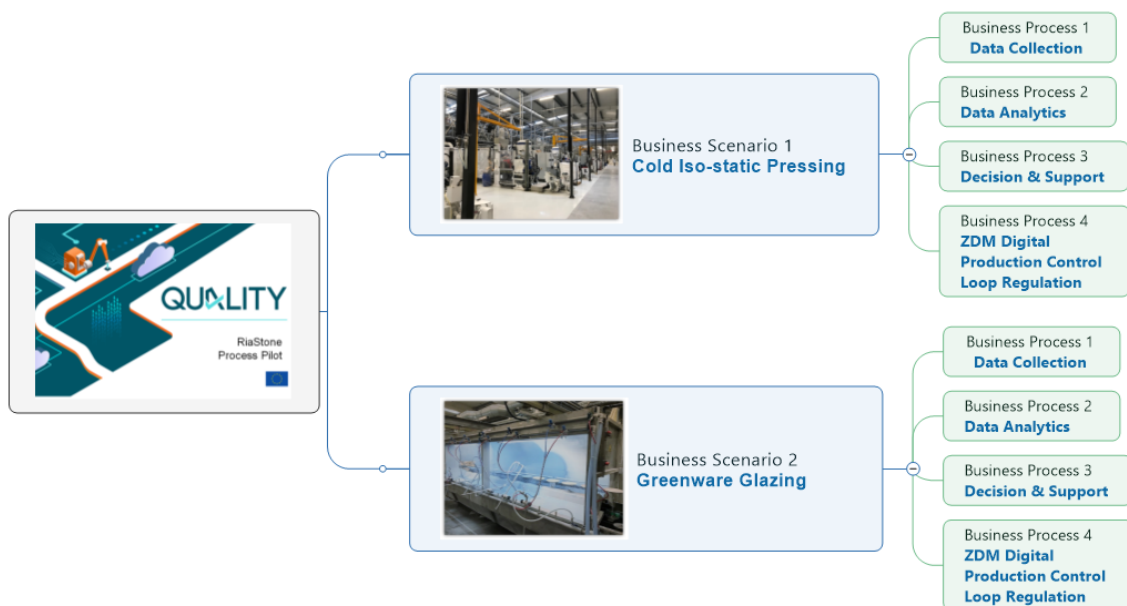 QUALITY
RiaStone
Process Pilot
Business Scenario 1
Cold Iso-static Pressing
Business Process 1
Data Collection
Business Process 2
Data Analytics
Business Process 3
Decision & Support
Business Process 4
ZDM Digital
Production Control
Loop Regulation
Business Scenario 2
Greenware Glazing
Business Process 1
Data Collection
Business Process 2
Data Analytics
Business Process 3
Decision & Support
Business Process 4
ZDM Digital
Production Control
Loop Regulation